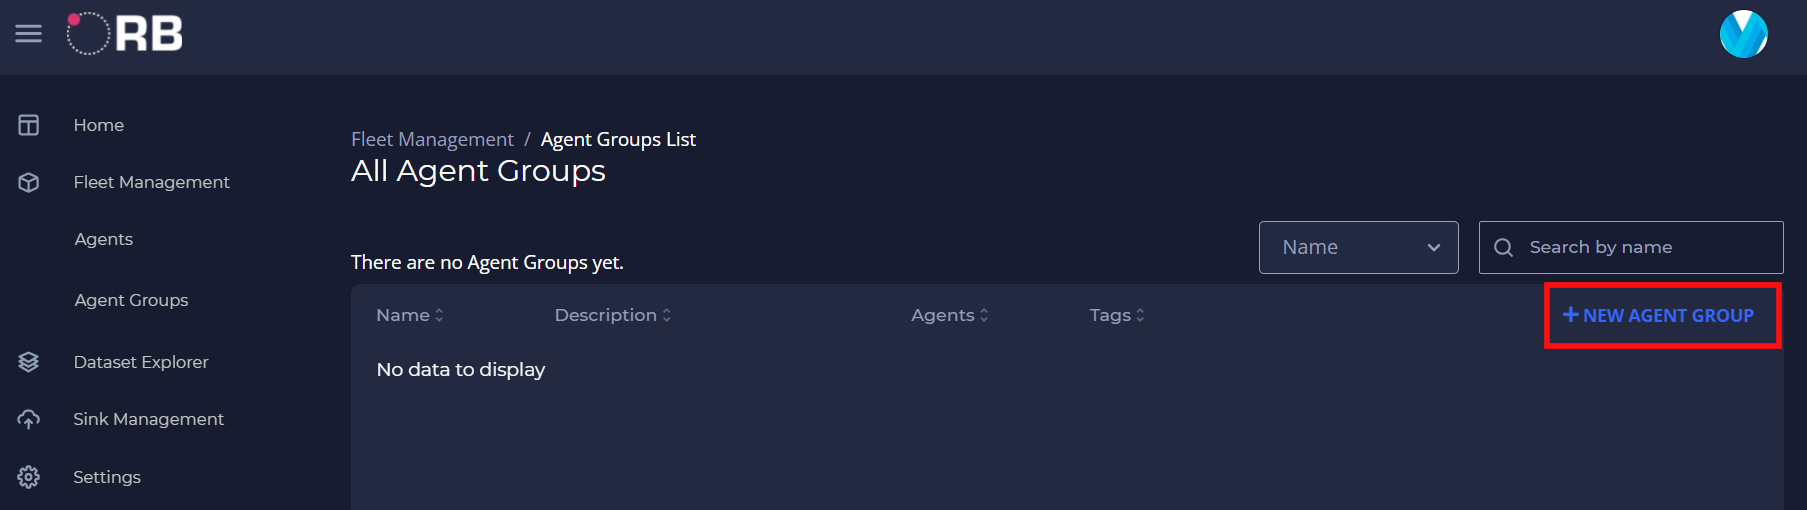 ORB
Home
Fleet Management
Agents
Agent Groups
Dataset Explorer
Sink Management
Settings
Fleet Management / Agent Groups List
All Agent Groups
There are no Agent Groups yet.
Name
Search by name
Name Description Agents Tags + NEW AGENT GROUP
No data to display